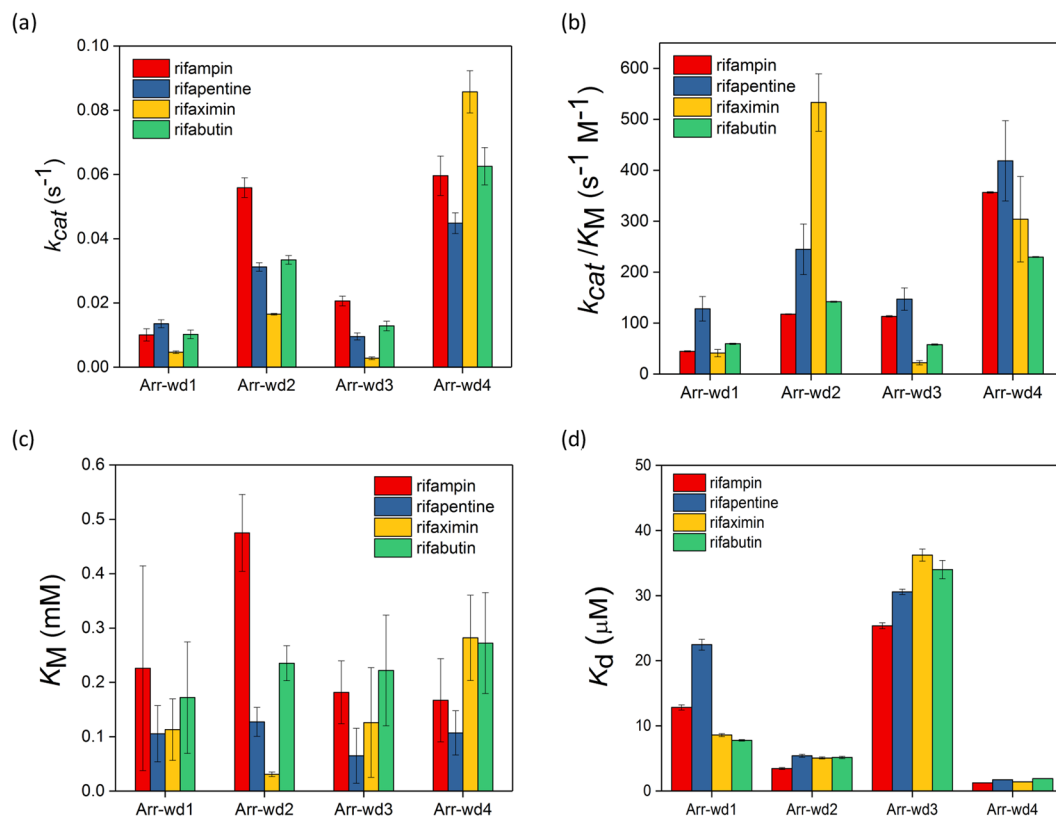 (a)
0.10
0.08
0.06
0.04
0.02
0.00
kcat (s⁻¹)
rifampin
rifapentine
rifaximin
rifabutin
Arr-wd1 Arr-wd2 Arr-wd3 Arr-wd4
(b)
600
500
400
300
200
100
0
kcat/KM (s⁻¹ M⁻¹)
rifampin
rifapentine
rifaximin
rifabutin
Arr-wd1 Arr-wd2 Arr-wd3 Arr-wd4
(c)
0.6
0.5
0.4
0.3
0.2
0.1
0.0
KM (mM)
rifampin
rifapentine
rifaximin
rifabutin
Arr-wd1 Arr-wd2 Arr-wd3 Arr-wd4
(d)
50
40
30
20
10
0
Kd (μM)
rifampin
rifapentine
rifaximin
rifabutin
Arr-wd1 Arr-wd2 Arr-wd3 Arr-wd4